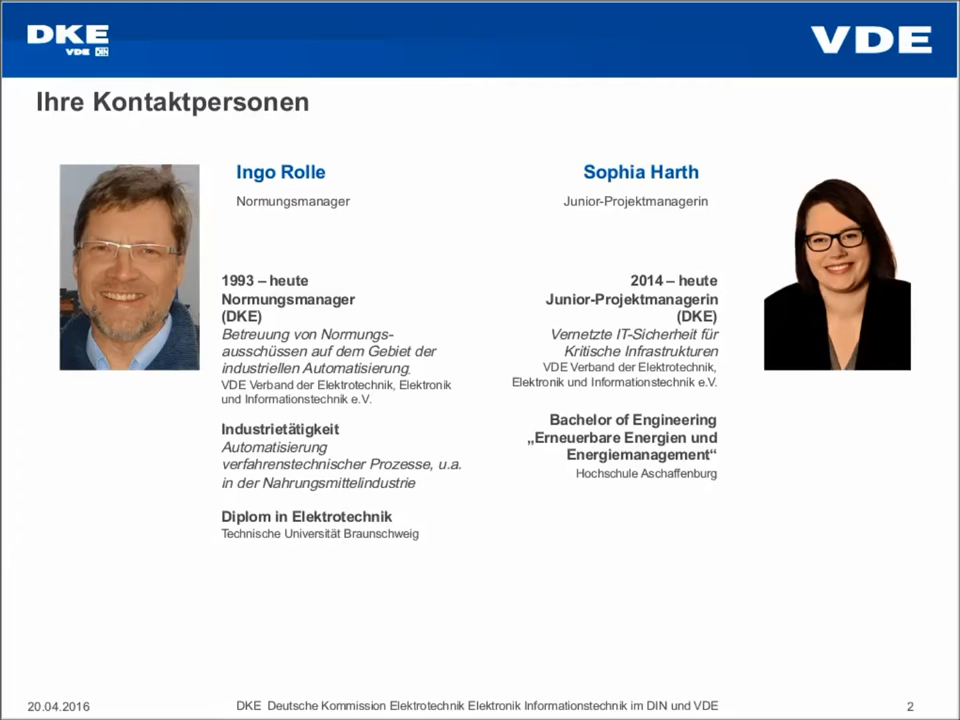 DKE
VDE DIN
VDE
Ihre Kontaktpersonen
Ingo Rolle
Normungsmanager
1993 – heute
Normungsmanager
(DKE)
Betreuung von Normungs-
ausschüssen auf dem Gebiet der
industriellen Automatisierung
VDE Verband der Elektrotechnik, Elektronik
und Informationstechnik e.V.
Industrietätigkeit
Automatisierung
verfahrenstechnischer Prozesse, u.a.
in der Nahrungsmittelindustrie
Diplom in Elektrotechnik
Technische Universität Braunschweig
Sophia Harth
Junior-Projektmanagerin
2014 – heute
Junior-Projektmanagerin
(DKE)
Vernetzte IT-Sicherheit für
Kritische Infrastrukturen
VDE Verband der Elektrotechnik,
Elektronik und Informationstechnik e.V.
Bachelor of Engineering
„Erneuerbare Energien und
Energiemanagement“
Hochschule Aschaffenburg
20.04.2016
DKE Deutsche Kommission Elektrotechnik Elektronik Informationstechnik im DIN und VDE
2